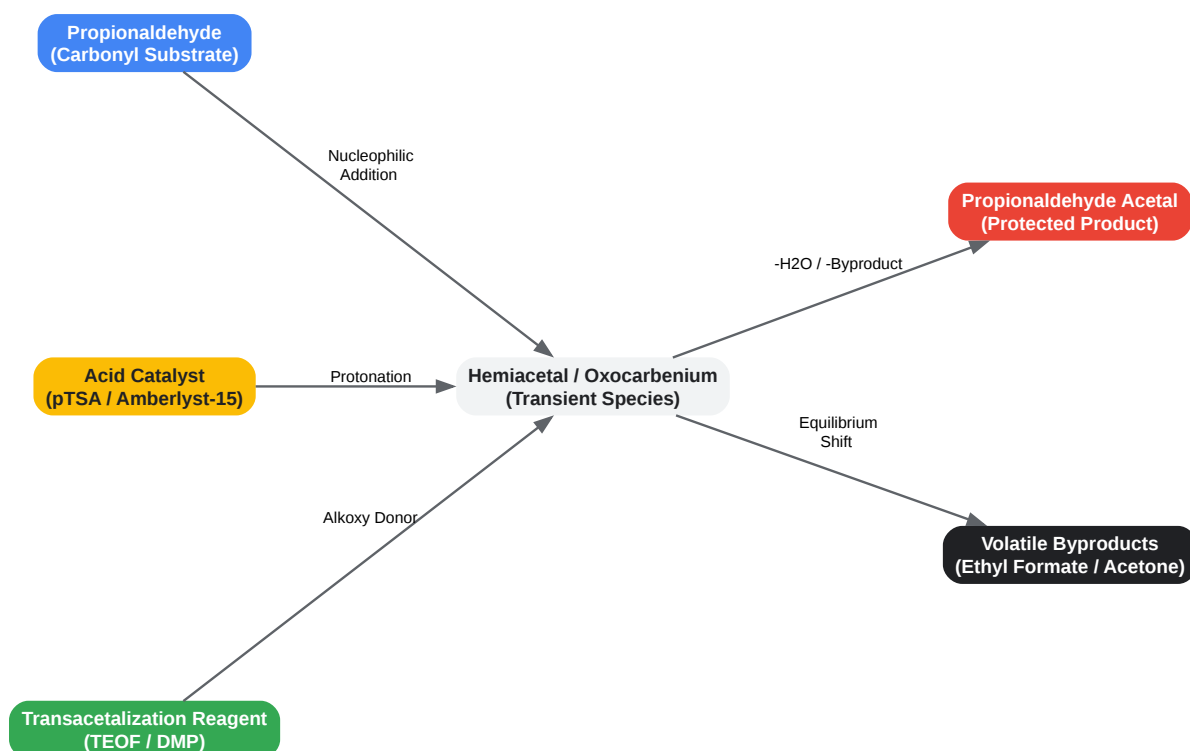 Propionaldehyde
(Carbonyl Substrate)
Nucleophilic
Addition
Propionaldehyde Acetal
(Protected Product)
-H2O / -Byproduct
Acid Catalyst
(pTSA / Amberlyst-15)
Protonation
Hemiacetal / Oxocarbenium
(Transient Species)
Equilibrium
Shift
Alkoxy Donor
Volatile Byproducts
(Ethyl Formate / Acetone)
Transacetalization Reagent
(TEOF / DMP)